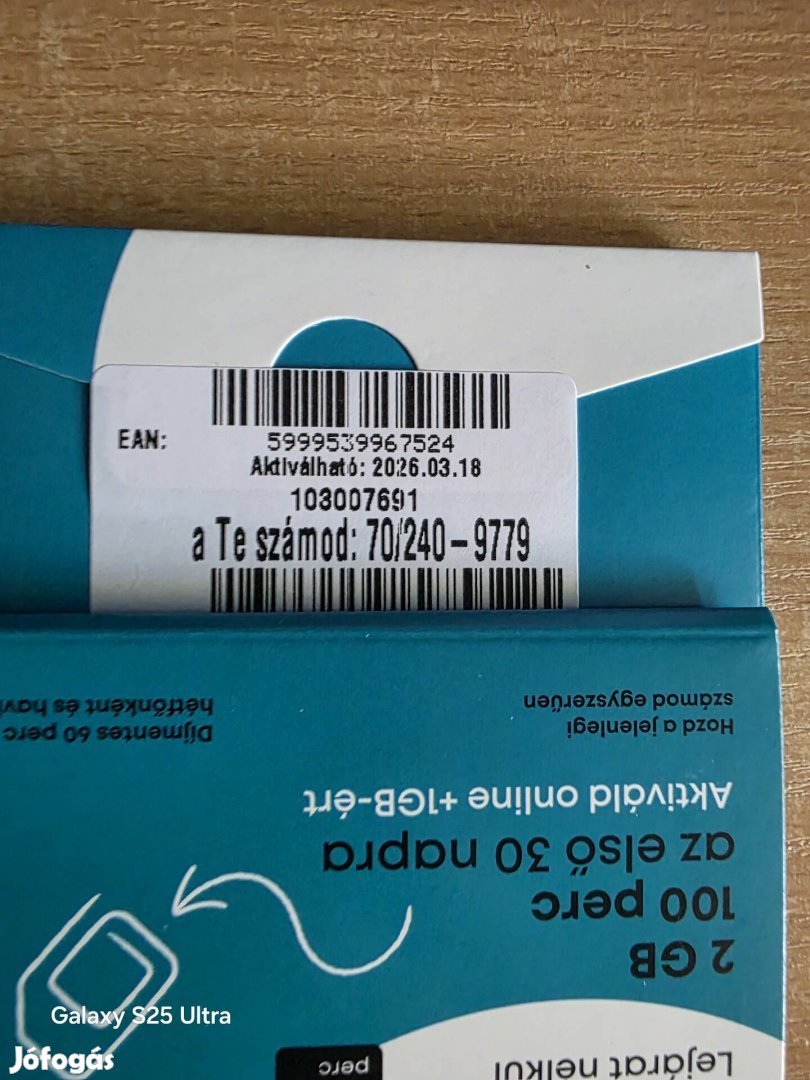 EAN:
5999539967524
Aktiválható: 2026.03.18
103007691
a Te számod: 70/240-9779
Lejárat nélkül
perc
2 GB
100 perc
az első 30 napra
Aktiváld online +1GB-ért
Hozd a jelenlegi
számod egyszerűen
Díjmentes 60 perc
hétfőnként és
Galaxy S25 Ultra
Jófogás